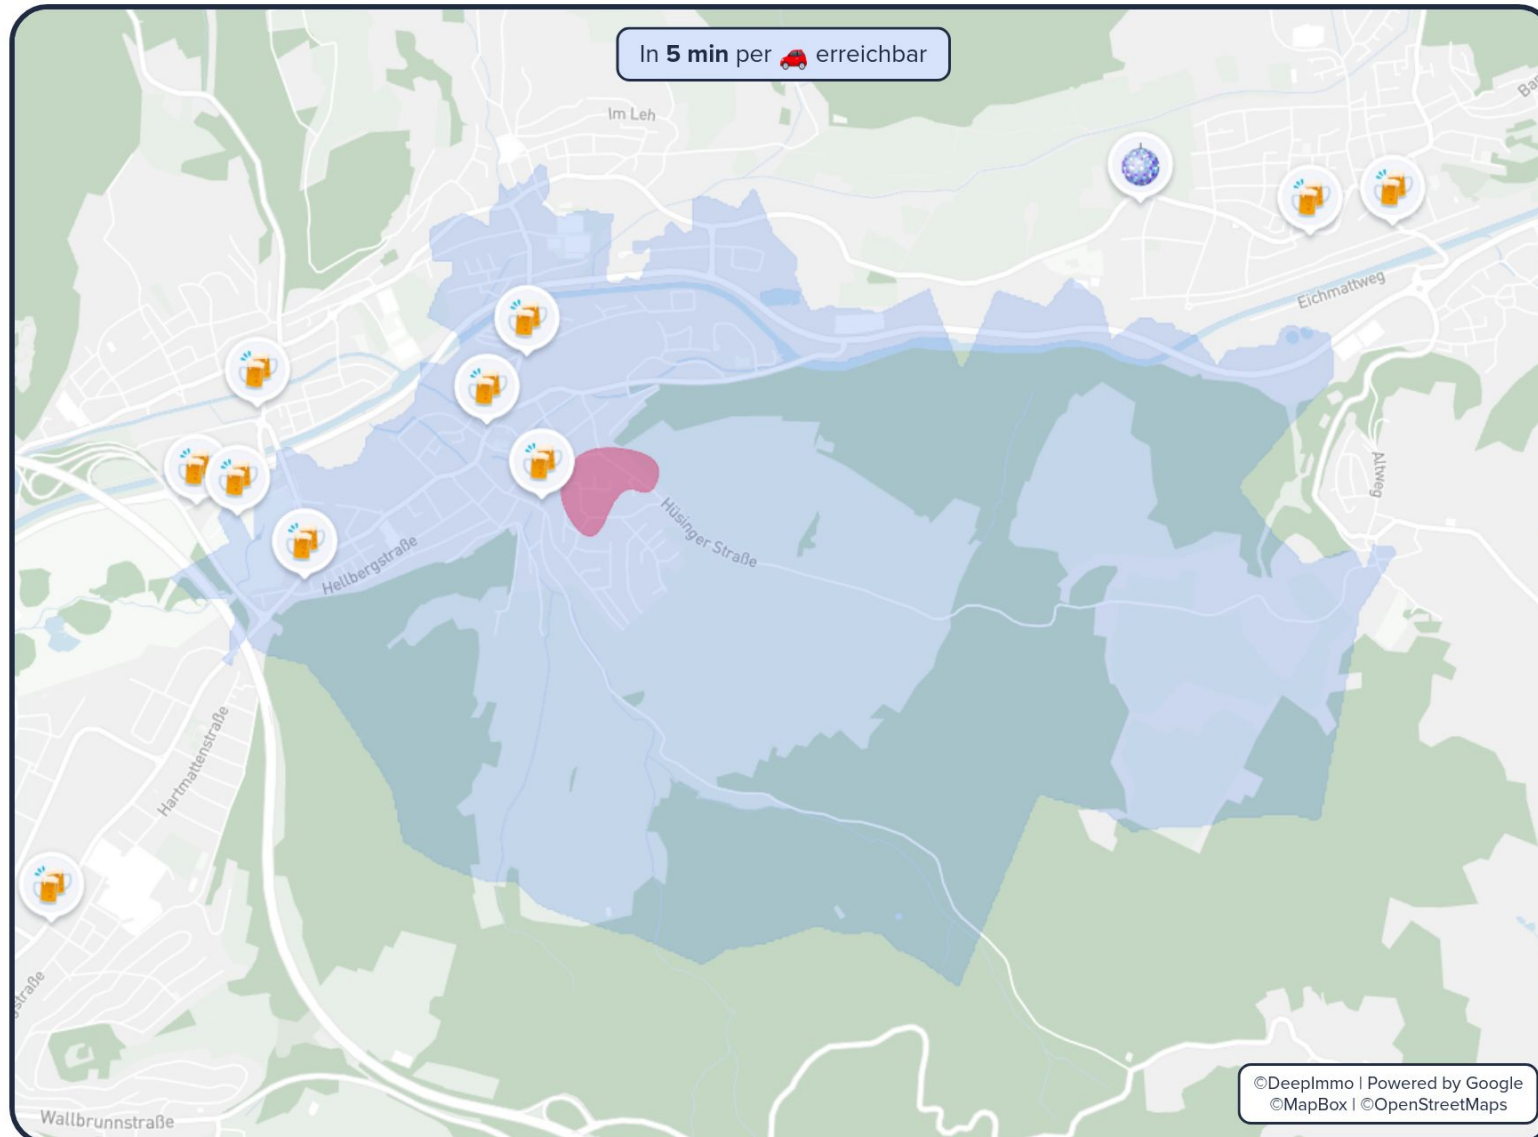 In 5 min per erreichbar
Im Leh
Eichmattweg
Altweg
Hüsinger Straße
Hellbergstraße
Hartmattenstraße
Wallbrunnstraße
©DeepImmo | Powered by Google
©MapBox | ©OpenStreetMaps